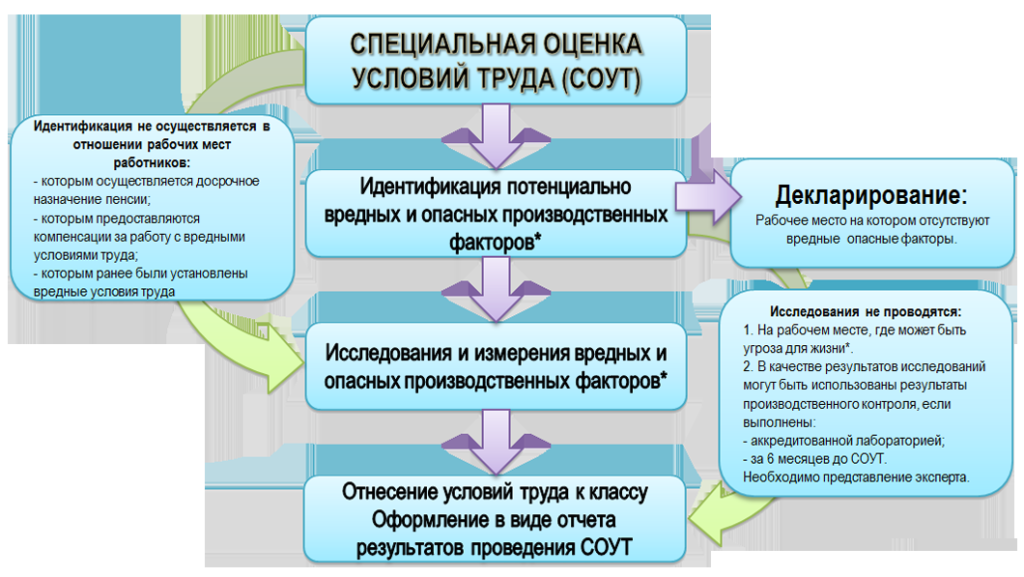 СПЕЦИАЛЬНАЯ ОЦЕНКА
УСЛОВИЙ ТРУДА (СОУТ)
Идентификация не осуществляется в
отношении рабочих мест
работников:
- которым осуществляется досрочное
назначение пенсии;
- которым предоставляются
компенсации за работу с вредными
условиями труда;
- которым ранее были установлены
вредные условия труда
Идентификация потенциально
вредных и опасных производственных
факторов*
Декларирование:
Рабочее место на котором отсутствуют
вредные опасные факторы.
Исследования и измерения вредных и
опасных производственных факторов*
Исследования не проводятся:
1. На рабочем месте, где может быть
угроза для жизни*.
2. В качестве результатов исследований
могут быть использованы результаты
производственного контроля, если
выполнены:
- аккредитованной лабораторией;
- за 6 месяцев до СОУТ.
Необходимо представление эксперта.
Отнесение условий труда к классу
Оформление в виде отчета
результатов проведения СОУТ